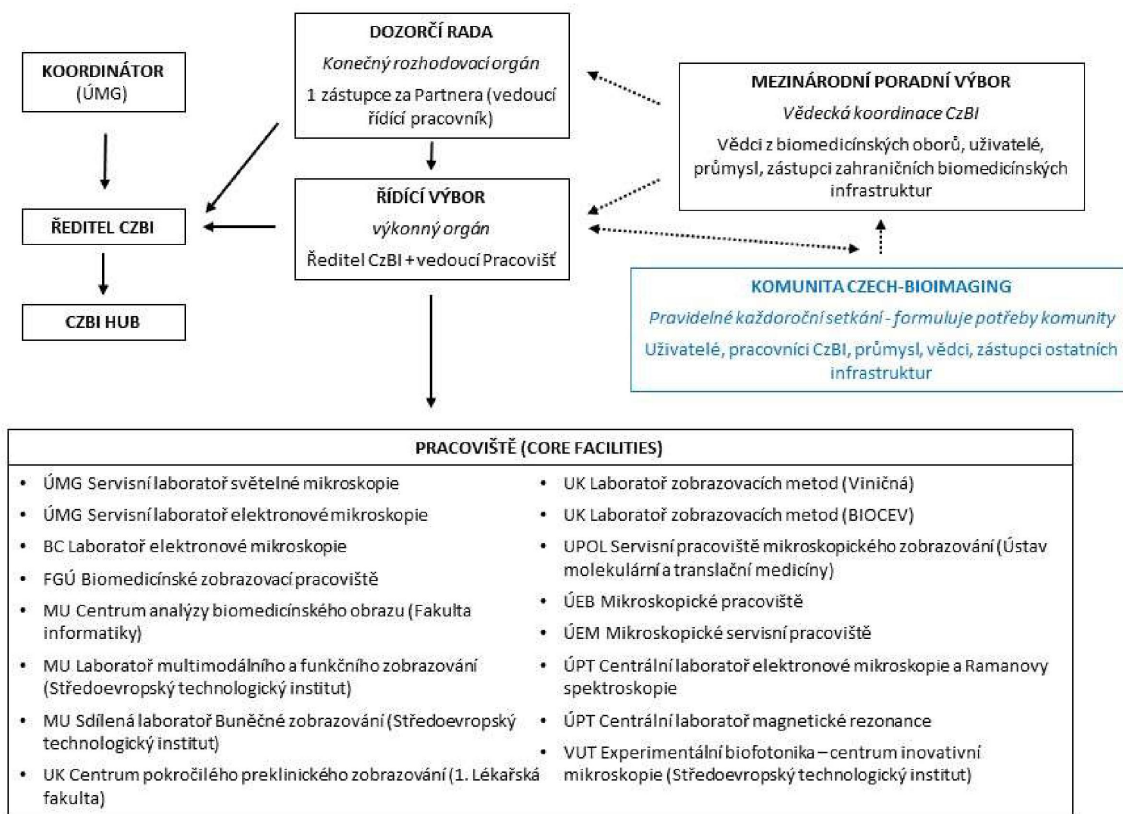 KOORDINÁTOR
(ÚMG)
ŘEDITEL CZBI
CZBI HUB
DOZORČÍ RADA
Konečný rozhodovací orgán
1 zástupce za Partnera (vedoucí
řídící pracovník)
ŘÍDÍCÍ VÝBOR
výkonný orgán
Ředitel CzBI + vedoucí Pracovišť
MEZINÁRODNÍ PORADNÍ VÝBOR
Vědecká koordinace CzBI
Vědci z biomedicínských oborů, uživatelé,
průmysl, zástupci zahraničních biomedicínských
infrastruktur
KOMUNITA CZECH-BIOIMAGING
Pravidelné každoroční setkání - formuluje potřeby komunity
Uživatelé, pracovníci CzBI, průmysl, vědci, zástupci ostatních
infrastruktur
PRACOVIŠTĚ (CORE FACILITIES)
• ÚMG Servisní laboratoř světelné mikroskopie
• ÚMG Servisní laboratoř elektronové mikroskopie
• BC Laboratoř elektronové mikroskopie
• FGÚ Biomedicínské zobrazovací pracoviště
• MU Centrum analýzy biomedicínského obrazu (Fakulta
informatiky)
• MU Laboratoř multimodálního a funkčního zobrazování
(Středoevropský technologický institut)
• MU Sdílená laboratoř Buněčné zobrazování (Středoevropský
technologický institut)
• UK Centrum pokročilého preklinického zobrazování (1. Lékařská
fakulta)
• UK Laboratoř zobrazovacích metod (Viničná)
• UK Laboratoř zobrazovacích metod (BIOCEV)
• UPOL Servisní pracoviště mikroskopického zobrazování (Ústav
molekulární a translační medicíny)
• ÚEB Mikroskopické pracoviště
• ÚEM Mikroskopické servisní pracoviště
• ÚPT Centrální laboratoř elektronové mikroskopie a Ramanovy
spektroskopie
• ÚPT Centrální laboratoř magnetické rezonance
• VUT Experimentální biofotonika – centrum inovativní
mikroskopie (Středoevropský technologický institut)